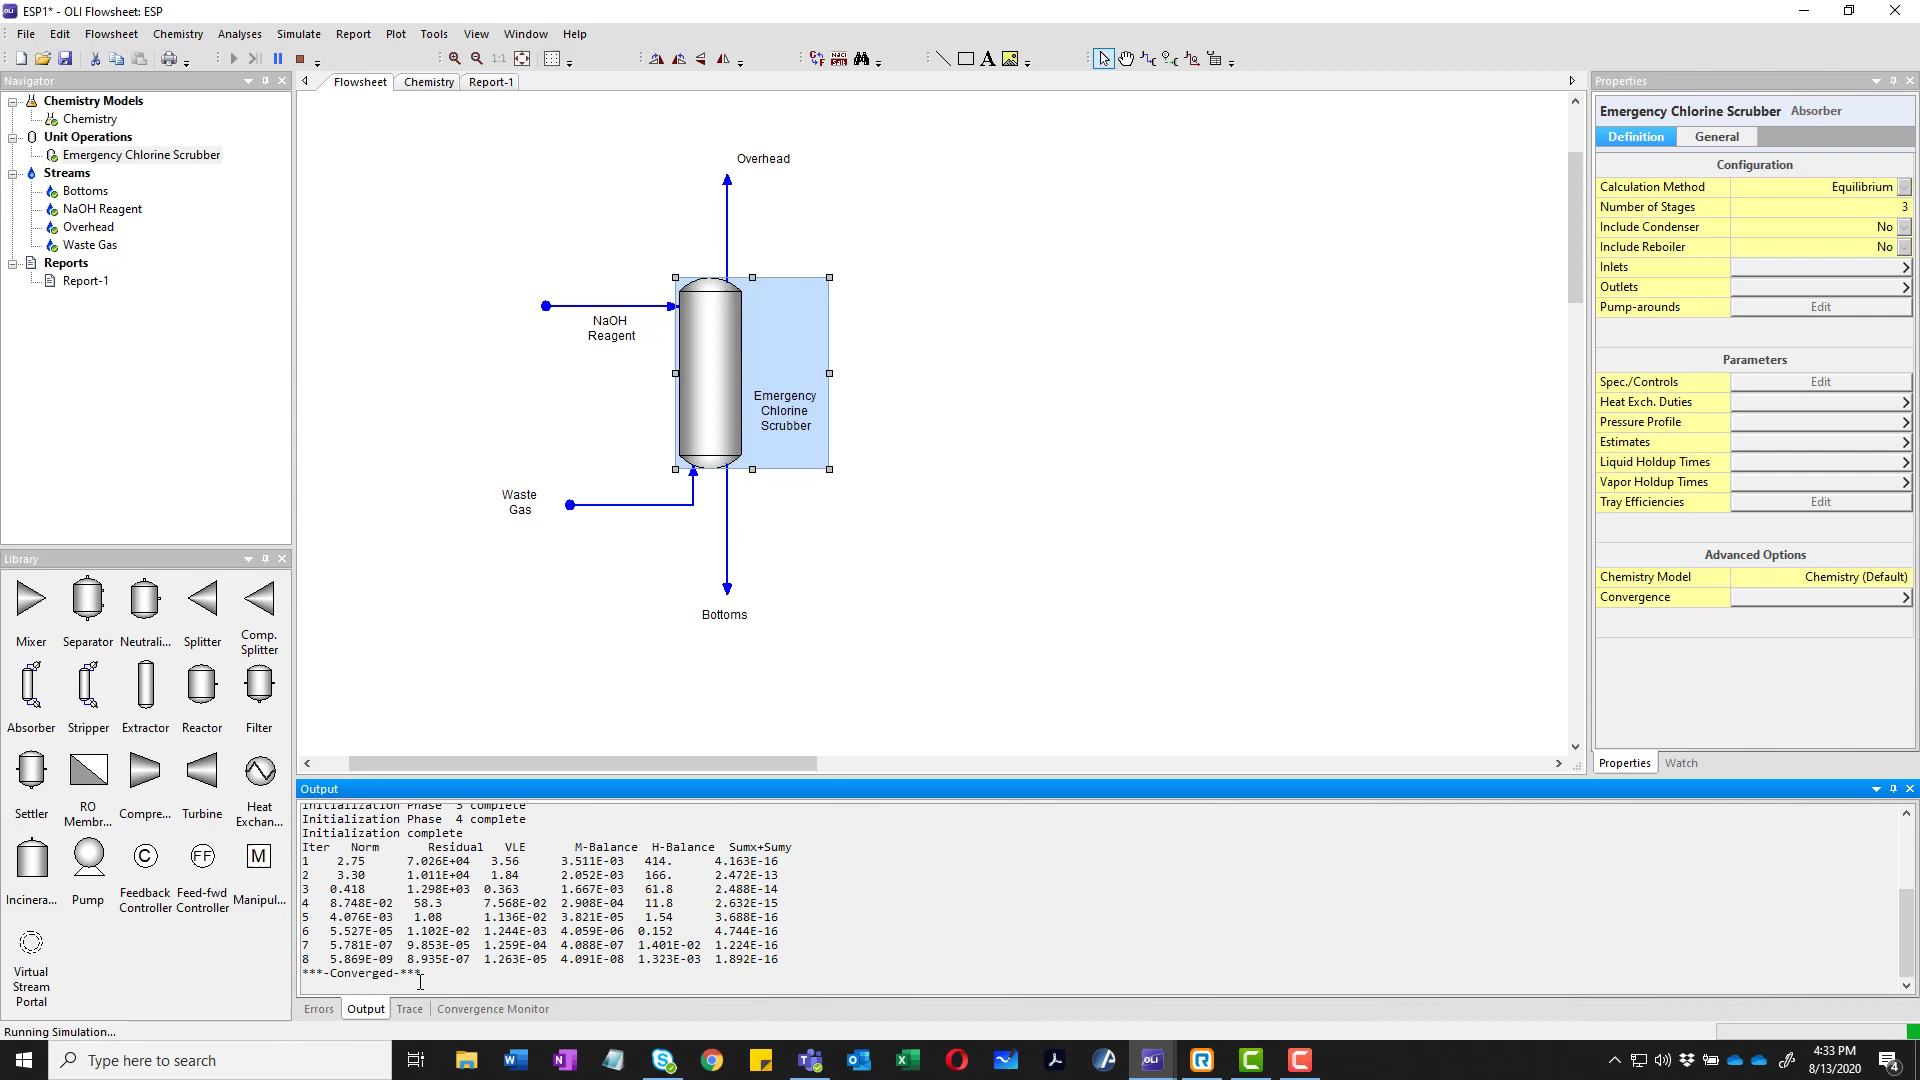 ESP1* - OLI Flowsheet: ESP
File Edit Flowsheet Chemistry Analyses Simulate Report Plot Tools View Window Help
1:1
Navigator
Chemistry Models
Chemistry
Unit Operations
Emergency Chlorine Scrubber
Streams
Bottoms
NaOH Reagent
Overhead
Waste Gas
Reports
Report-1
Library
Mixer
Separator
Neutrali...
Splitter
Comp.
Splitter
Absorber
Stripper
Extractor
Reactor
Filter
Settler
RO
Membr...
Compre...
Turbine
Heat
Exchan...
Incinera...
Pump
C
Feedback
Controller
FF
Feed-fwd
Controller
M
Manipul...
Virtual
Stream
Portal
Flowsheet Chemistry Report-1
Overhead
NaOH
Reagent
Emergency
Chlorine
Scrubber
Waste
Gas
Bottoms
Properties
Emergency Chlorine Scrubber Absorber
Definition General
Configuration
Calculation Method Equilibrium
Number of Stages 3
Include Condenser No
Include Reboiler No
Inlets
Outlets
Pump-arounds Edit
Parameters
Spec./Controls Edit
Heat Exch. Duties
Pressure Profile
Estimates
Liquid Holdup Times
Vapor Holdup Times
Tray Efficiencies Edit
Advanced Options
Chemistry Model Chemistry (Default)
Convergence
Properties Watch
Output
Initialization Phase 3 complete
Initialization Phase 4 complete
Initialization complete
Iter Norm Residual VLE M-Balance H-Balance Sumx+Sumy
1 2.75 7.026E+04 3.56 3.511E-03 414. 4.163E-16
2 3.30 1.011E+04 1.84 2.052E-03 166. 2.472E-13
3 0.418 1.298E+03 0.363 1.667E-03 61.8 2.488E-14
4 8.748E-02 58.3 7.568E-02 2.908E-04 11.8 2.632E-15
5 4.076E-03 1.08 1.136E-02 3.821E-05 1.54 3.688E-16
6 5.527E-05 1.102E-02 1.244E-03 4.059E-06 0.152 4.744E-16
7 5.781E-07 9.853E-05 1.259E-04 4.088E-07 1.401E-02 1.224E-16
8 5.869E-09 8.935E-07 1.263E-05 4.091E-08 1.323E-03 1.892E-16
***-Converged-***
Errors Output Trace Convergence Monitor
Running Simulation...
Type here to search
OLI
4:33 PM
8/13/2020
4